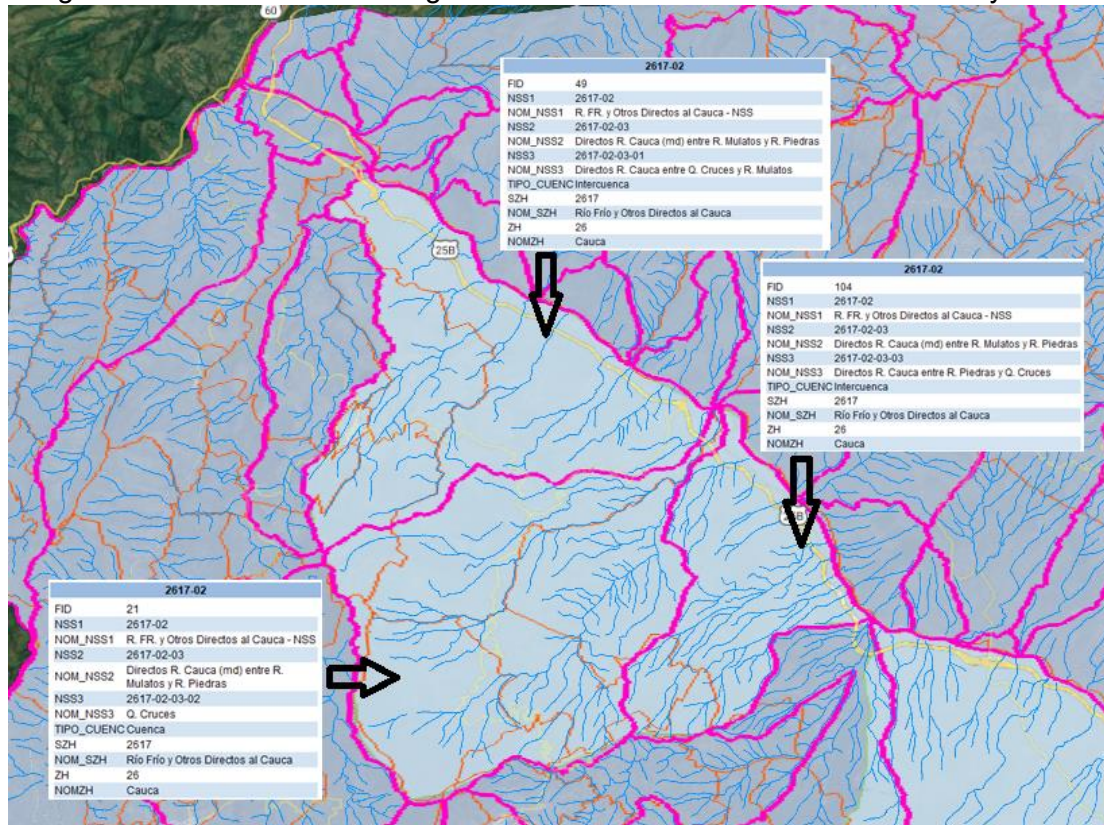 60
25B
2617-02
FID 49
NSS1 2617-02
NOM_NSS1 R. FR. y Otros Directos al Cauca - NSS
NSS2 2617-02-03
NOM_NSS2 Directos R. Cauca (md) entre R. Mulatos y R. Piedras
NSS3 2617-02-03-01
NOM_NSS3 Directos R. Cauca entre Q. Cruces y R. Mulatos
TIPO_CUENC Intercuenca
SZH 2617
NOM_SZH Río Frío y Otros Directos al Cauca
ZH 26
NOMZH Cauca
2617-02
FID 104
NSS1 2617-02
NOM_NSS1 R. FR. y Otros Directos al Cauca - NSS
NSS2 2617-02-03
NOM_NSS2 Directos R. Cauca (md) entre R. Mulatos y R. Piedras
NSS3 2617-02-03-03
NOM_NSS3 Directos R. Cauca entre R. Piedras y Q. Cruces
TIPO_CUENC Intercuenca
SZH 2617
NOM_SZH Río Frío y Otros Directos al Cauca
ZH 26
NOMZH Cauca
2617-02
FID 21
NSS1 2617-02
NOM_NSS1 R. FR. y Otros Directos al Cauca - NSS
NSS2 2617-02-03
NOM_NSS2 Directos R. Cauca (md) entre R.
Mulatos y R. Piedras
NSS3 2617-02-03-02
NOM_NSS3 Q. Cruces
TIPO_CUENC Cuenca
SZH 2617
NOM_SZH Río Frío y Otros Directos al Cauca
ZH 26
NOMZH Cauca